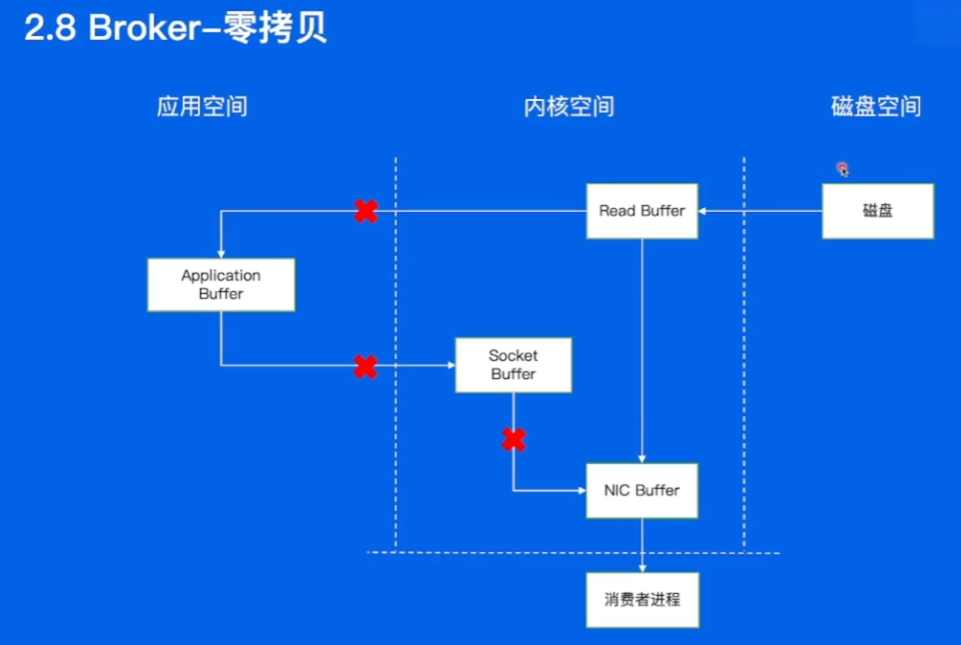 2.8 Broker-零拷贝
应用空间
内核空间
磁盘空间
Read Buffer
磁盘
Application
Buffer
Socket
Buffer
NIC Buffer
消费者进程